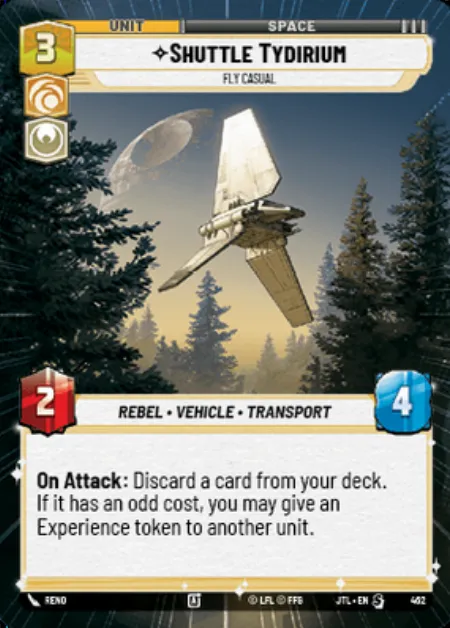 UNIT
SPACE
3
✧SHUTTLE TYDIRIUM
FLY CASUAL
2
REBEL • VEHICLE • TRANSPORT
4
On Attack: Discard a card from your deck.
If it has an odd cost, you may give an
Experience token to another unit.
RENO
A
© LFL © FFG
JTL • EN
462